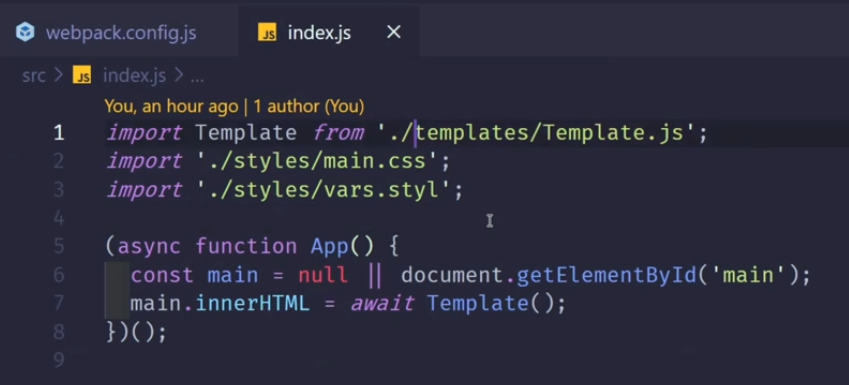 webpack.config.js
JS index.js ×
src > JS index.js > ...
You, an hour ago | 1 author (You)
1 import Template from './templates/Template.js';
2 import './styles/main.css';
3 import './styles/vars.styl';
4
5 (async function App() {
6 const main = null || document.getElementById('main');
7 main.innerHTML = await Template();
8 })();
9